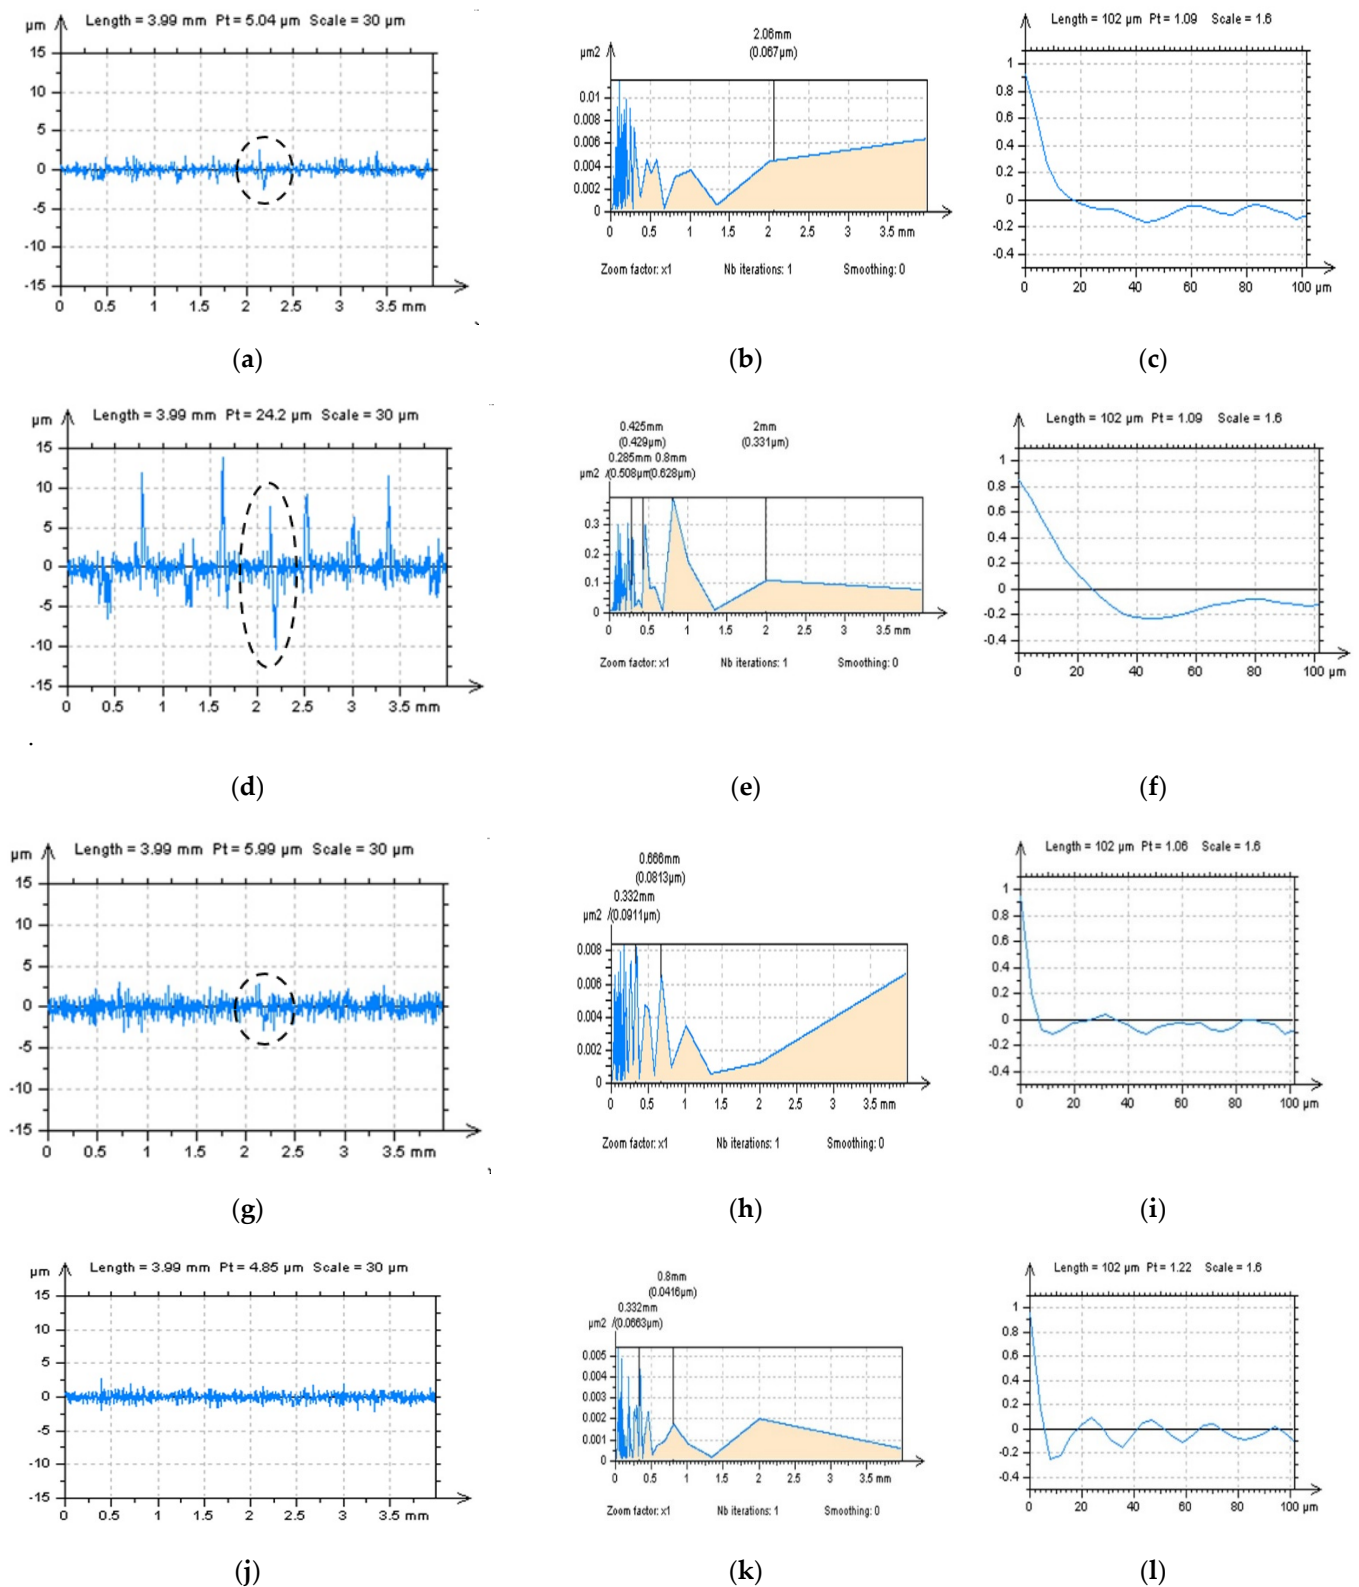 Length = 3.99 mm Pt = 5.04 µm Scale = 30 µm
µm
15
10
5
0
-5
-10
-15
0 0.5 1 1.5 2 2.5 3 3.5 mm
2.06mm
(0.067µm)
µm2
0.01
0.008
0.006
0.004
0.002
0
0 0.5 1 1.5 2 2.5 3 3.5 mm
Zoom factor: x1 Nb iterations: 1 Smoothing: 0
Length = 102 µm Pt = 1.09 Scale = 1.6
1
0.8
0.6
0.4
0.2
0
-0.2
-0.4
0 20 40 60 80 100 µm
(a) (b) (c)
Length = 3.99 mm Pt = 24.2 µm Scale = 30 µm
µm
15
10
5
0
-5
-10
-15
0 0.5 1 1.5 2 2.5 3 3.5 mm
0.425mm 2mm
(0.429µm) (0.331µm)
0.285mm 0.8mm
µm2 (0.508µm) (0.628µm)
0.3
0.2
0.1
0
0 0.5 1 1.5 2 2.5 3 3.5 mm
Zoom factor: x1 Nb iterations: 1 Smoothing: 0
Length = 102 µm Pt = 1.09 Scale = 1.6
1
0.8
0.6
0.4
0.2
0
-0.2
-0.4
0 20 40 60 80 100 µm
(d) (e) (f)
Length = 3.99 mm Pt = 5.99 µm Scale = 30 µm
µm
15
10
5
0
-5
-10
-15
0 0.5 1 1.5 2 2.5 3 3.5 mm
0.666mm
(0.0813µm)
0.332mm
µm2 (0.0911µm)
0.008
0.006
0.004
0.002
0
0 0.5 1 1.5 2 2.5 3 3.5 mm
Zoom factor: x1 Nb iterations: 1 Smoothing: 0
Length = 102 µm Pt = 1.06 Scale = 1.6
1
0.8
0.6
0.4
0.2
0
-0.2
-0.4
0 20 40 60 80 100 µm
(g) (h) (i)
Length = 3.99 mm Pt = 4.85 µm Scale = 30 µm
µm
15
10
5
0
-5
-10
-15
0 0.5 1 1.5 2 2.5 3 3.5 mm
0.8mm
(0.0416µm)
0.332mm
µm2 (0.0663µm)
0.005
0.004
0.003
0.002
0.001
0
0 0.5 1 1.5 2 2.5 3 3.5 mm
Zoom factor: x1 Nb iterations: 1 Smoothing: 0
Length = 102 µm Pt = 1.22 Scale = 1.6
1
0.8
0.6
0.4
0.2
0
-0.2
-0.4
0 20 40 60 80 100 µm
(j) (k) (l)